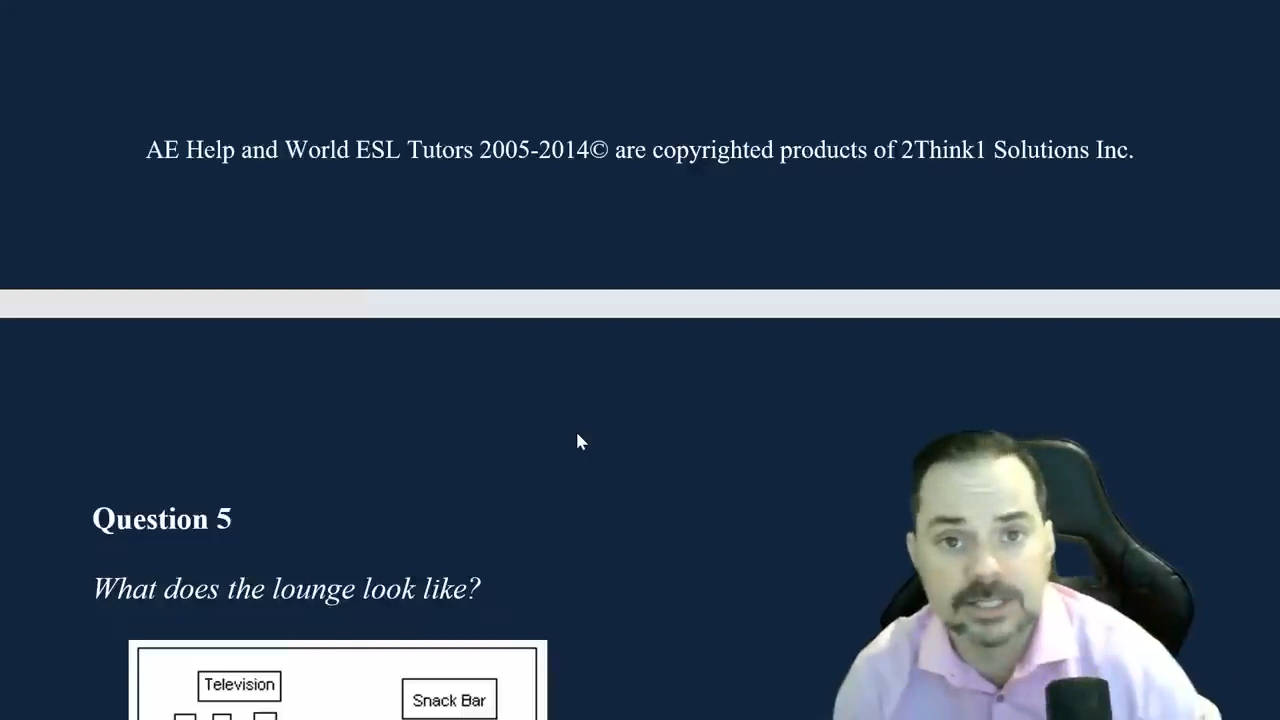 AE Help and World ESL Tutors 2005-2014© are copyrighted products of 2Think1 Solutions Inc.
Question 5
What does the lounge look like?
Television
Snack Bar